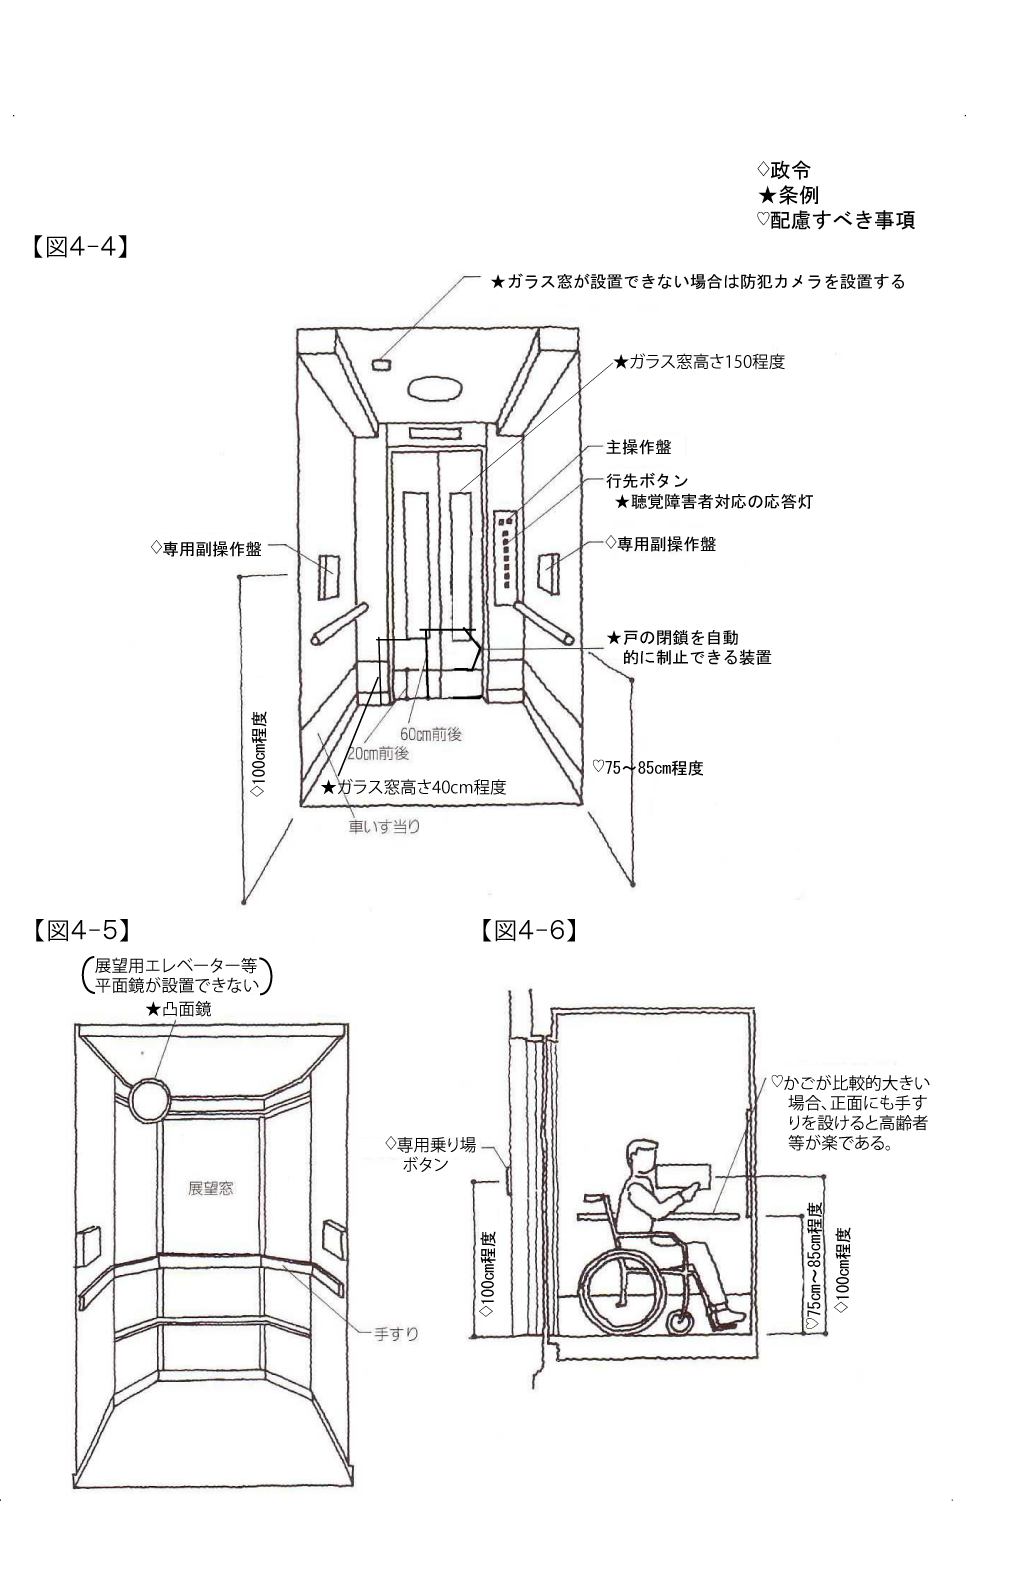 ◇政令
★条例
♡配慮すべき事項
【図4-4】
★ガラス窓が設置できない場合は防犯カメラを設置する
★ガラス窓高さ150程度
主操作盤
行先ボタン
★聴覚障害者対応の応答灯
◇専用副操作盤
◇専用副操作盤
★戸の閉鎖を自動
的に制止できる装置
60cm前後
20cm前後
◇100cm程度
♡75～85cm程度
★ガラス窓高さ40cm程度
車いす当り
【図4-5】
展望用エレベーター等
平面鏡が設置できない
★凸面鏡
展望窓
手すり
【図4-6】
♡かごが比較的大きい
場合、正面にも手す
りを設けると高齢者
等が楽である。
◇専用乗り場
ボタン
◇100cm程度
♡75cm～85cm程度
◇100cm程度